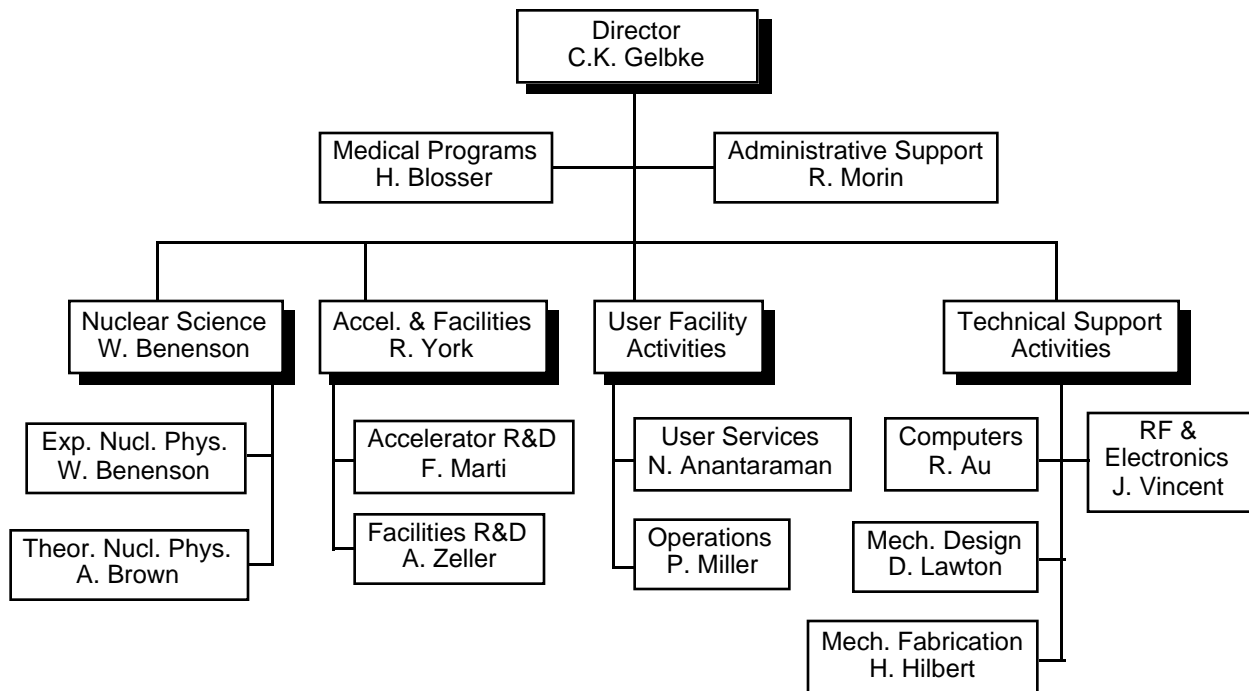 Director
C.K. Gelbke
Medical Programs
H. Blosser
Administrative Support
R. Morin
Nuclear Science
W. Benenson
Accel. & Facilities
R. York
User Facility
Activities
Technical Support
Activities
Exp. Nucl. Phys.
W. Benenson
Theor. Nucl. Phys.
A. Brown
Accelerator R&D
F. Marti
Facilities R&D
A. Zeller
User Services
N. Anantaraman
Operations
P. Miller
Computers
R. Au
RF &
Electronics
J. Vincent
Mech. Design
D. Lawton
Mech. Fabrication
H. Hilbert